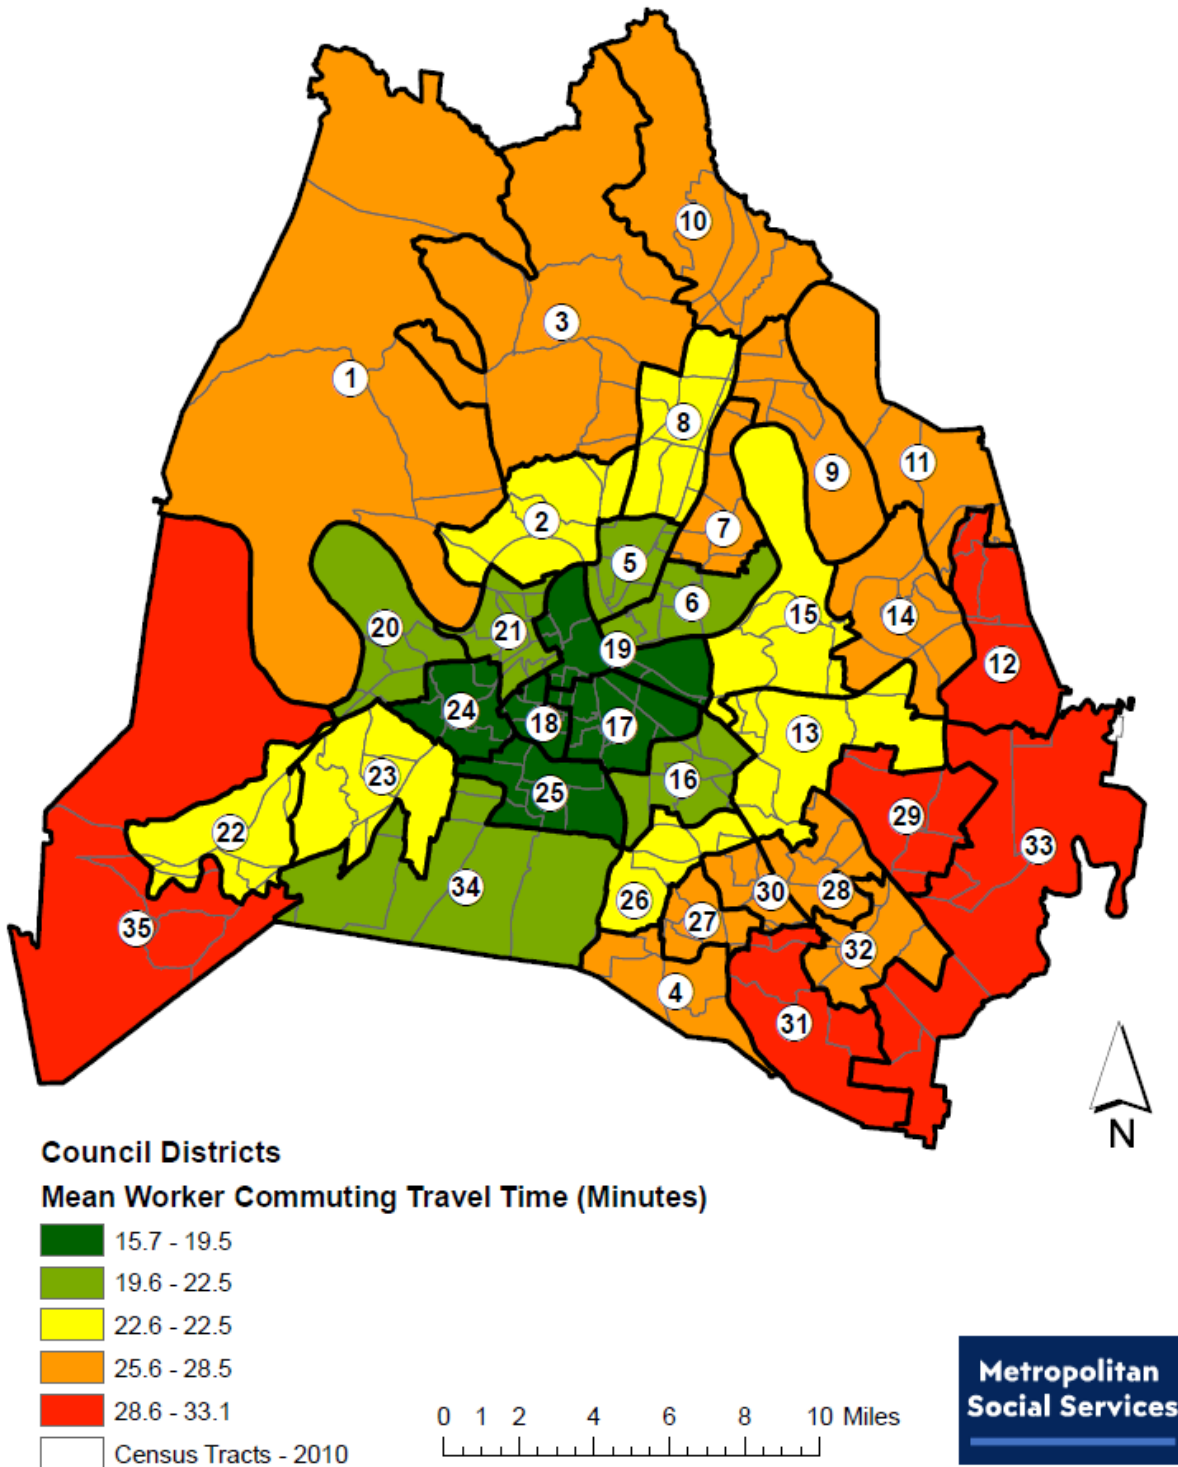 10
3
1
8
11
9
2
7
5
6
15
14
20
21
19
12
24
18
17
13
23
16
25
29
22
33
34
30
28
26
27
35
32
4
31
N
Council Districts
Mean Worker Commuting Travel Time (Minutes)
15.7 - 19.5
19.6 - 22.5
22.6 - 22.5
25.6 - 28.5
28.6 - 33.1
Census Tracts - 2010
0 1 2 4 6 8 10 Miles
Metropolitan
Social Services